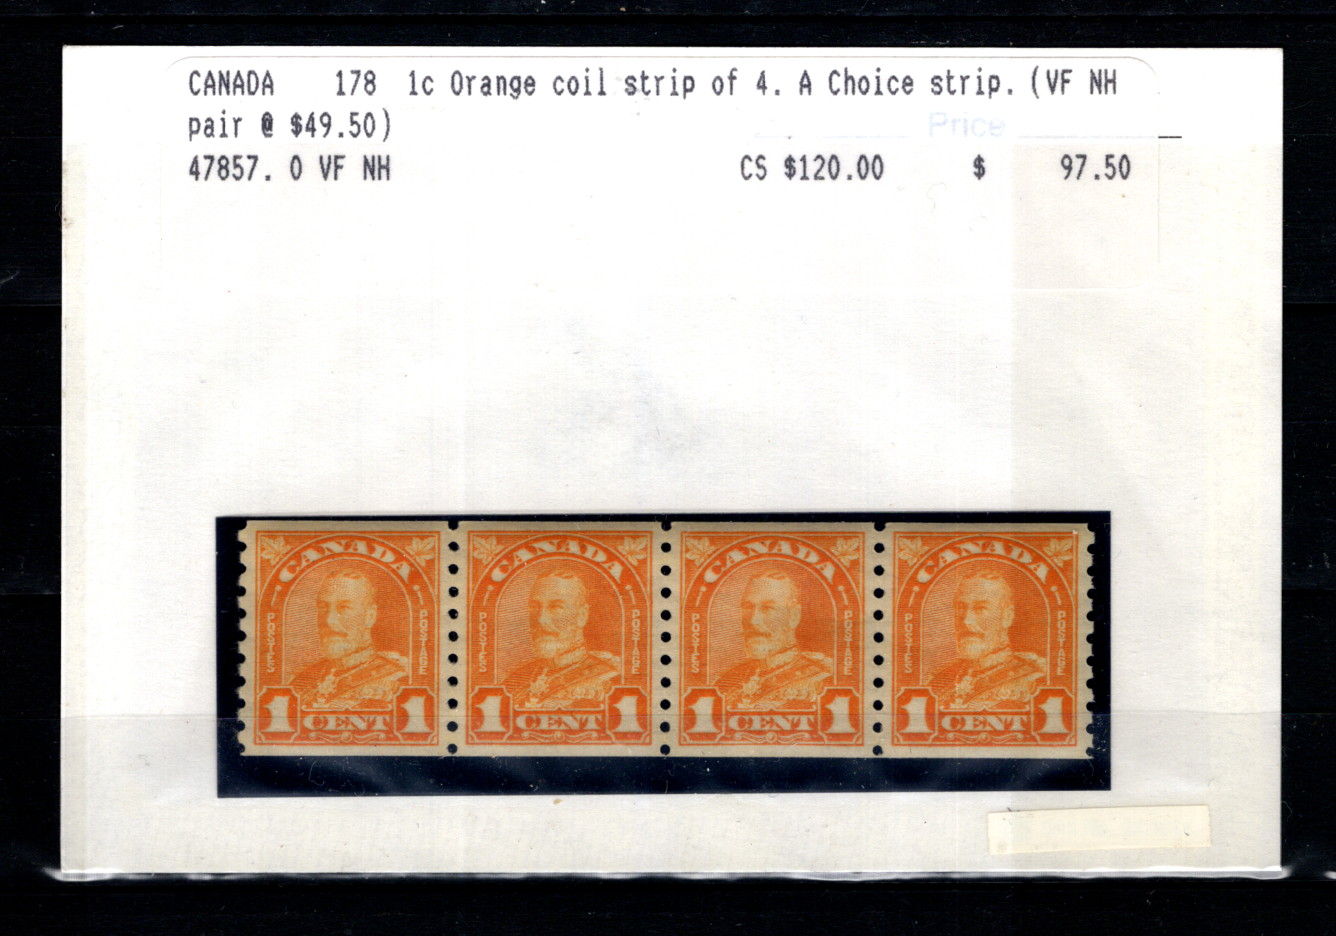 CANADA 178 1c Orange coil strip of 4. A Choice strip. (VF NH
pair @ $49.50)
Price
47857. 0 VF NH CS $120.00 $ 97.50
CANADA CANADA CANADA CANADA
POSTES POSTAGE POSTES POSTAGE POSTES POSTAGE POSTES POSTAGE
1 CENT 1 1 CENT 1 1 CENT 1 1 CENT 1